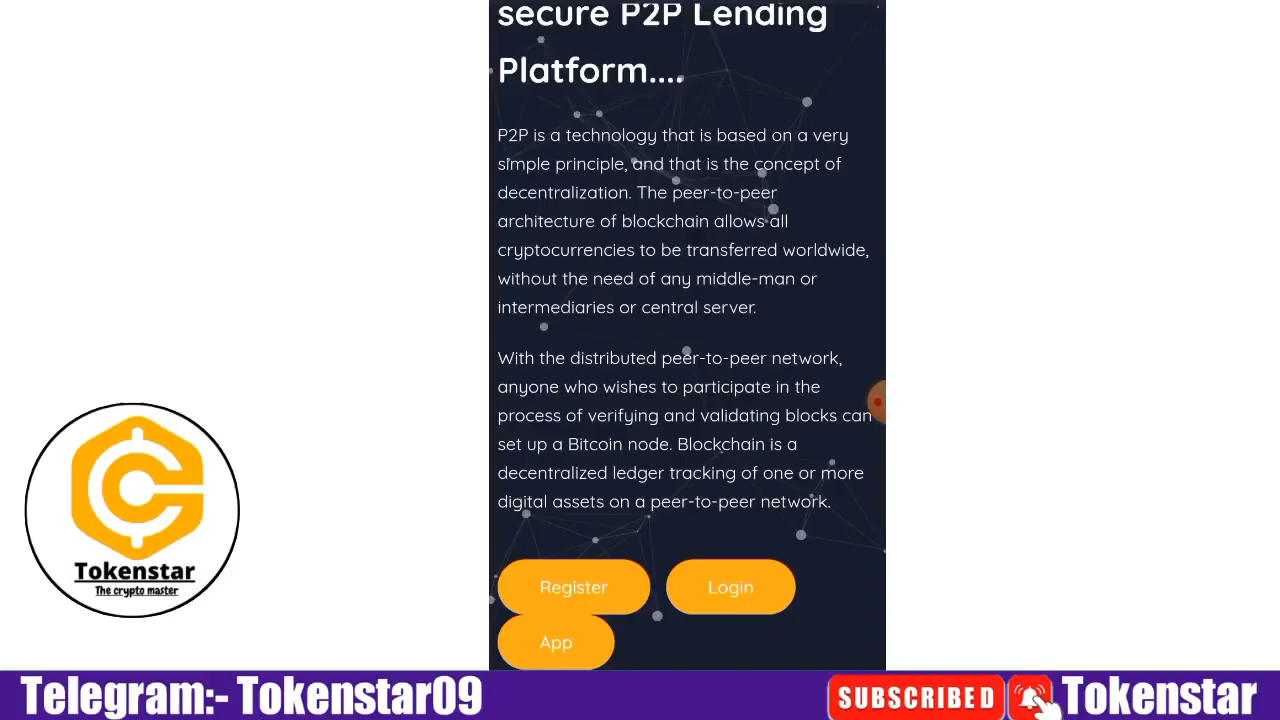 secure P2P Lending
Platform....
P2P is a technology that is based on a very
simple principle, and that is the concept of
decentralization. The peer-to-peer
architecture of blockchain allows all
cryptocurrencies to be transferred worldwide,
without the need of any middle-man or
intermediaries or central server.
With the distributed peer-to-peer network,
anyone who wishes to participate in the
process of verifying and validating blocks can
set up a Bitcoin node. Blockchain is a
decentralized ledger tracking of one or more
digital assets on a peer-to-peer network.
Register
Login
App
Tokenstar
The crypto master
Telegram:- Tokenstar09
SUBSCRIBED
Tokenstar